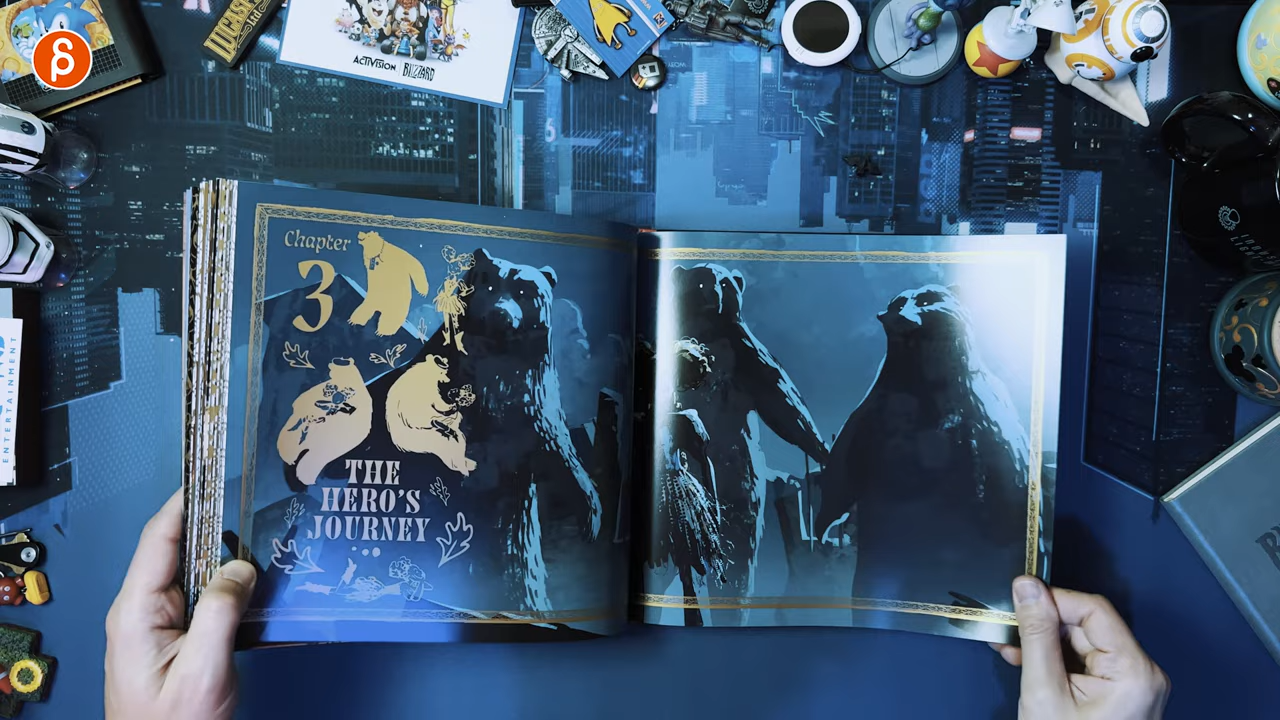 ACTIVISION BLIZZARD
Chapter
3
THE
HERO'S
JOURNEY
ENTERTAINMENT